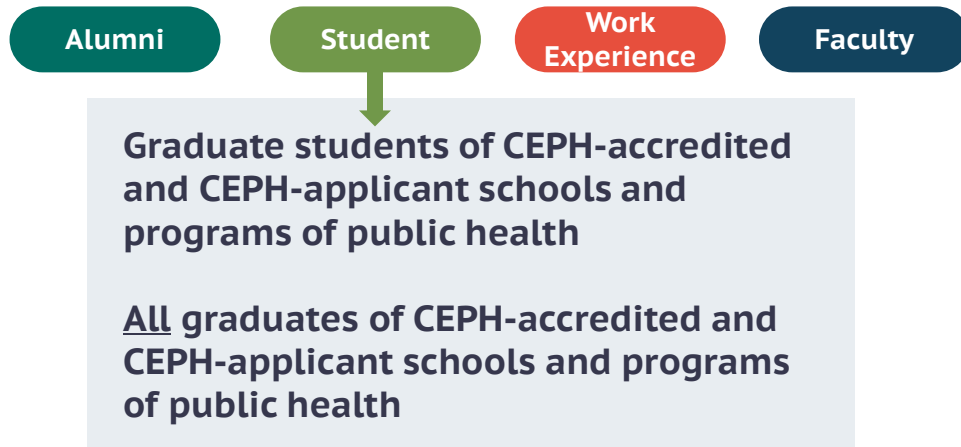 Alumni
Student
Work
Experience
Faculty
Graduate students of CEPH-accredited
and CEPH-applicant schools and
programs of public health
All graduates of CEPH-accredited and
CEPH-applicant schools and programs
of public health